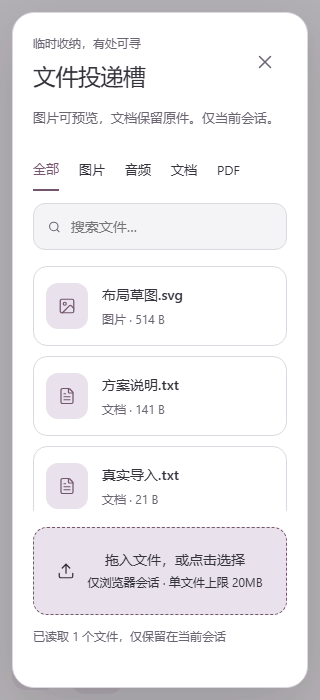 临时收纳，有处可寻
文件投递槽
图片可预览，文档保留原件。仅当前会话。
全部 图片 音频 文档 PDF
搜索文件...
布局草图.svg
图片 · 514 B
方案说明.txt
文档 · 141 B
真实导入.txt
文档 · 21 B
拖入文件，或点击选择
仅浏览器会话 · 单文件上限 20MB
已读取 1 个文件，仅保留在当前会话